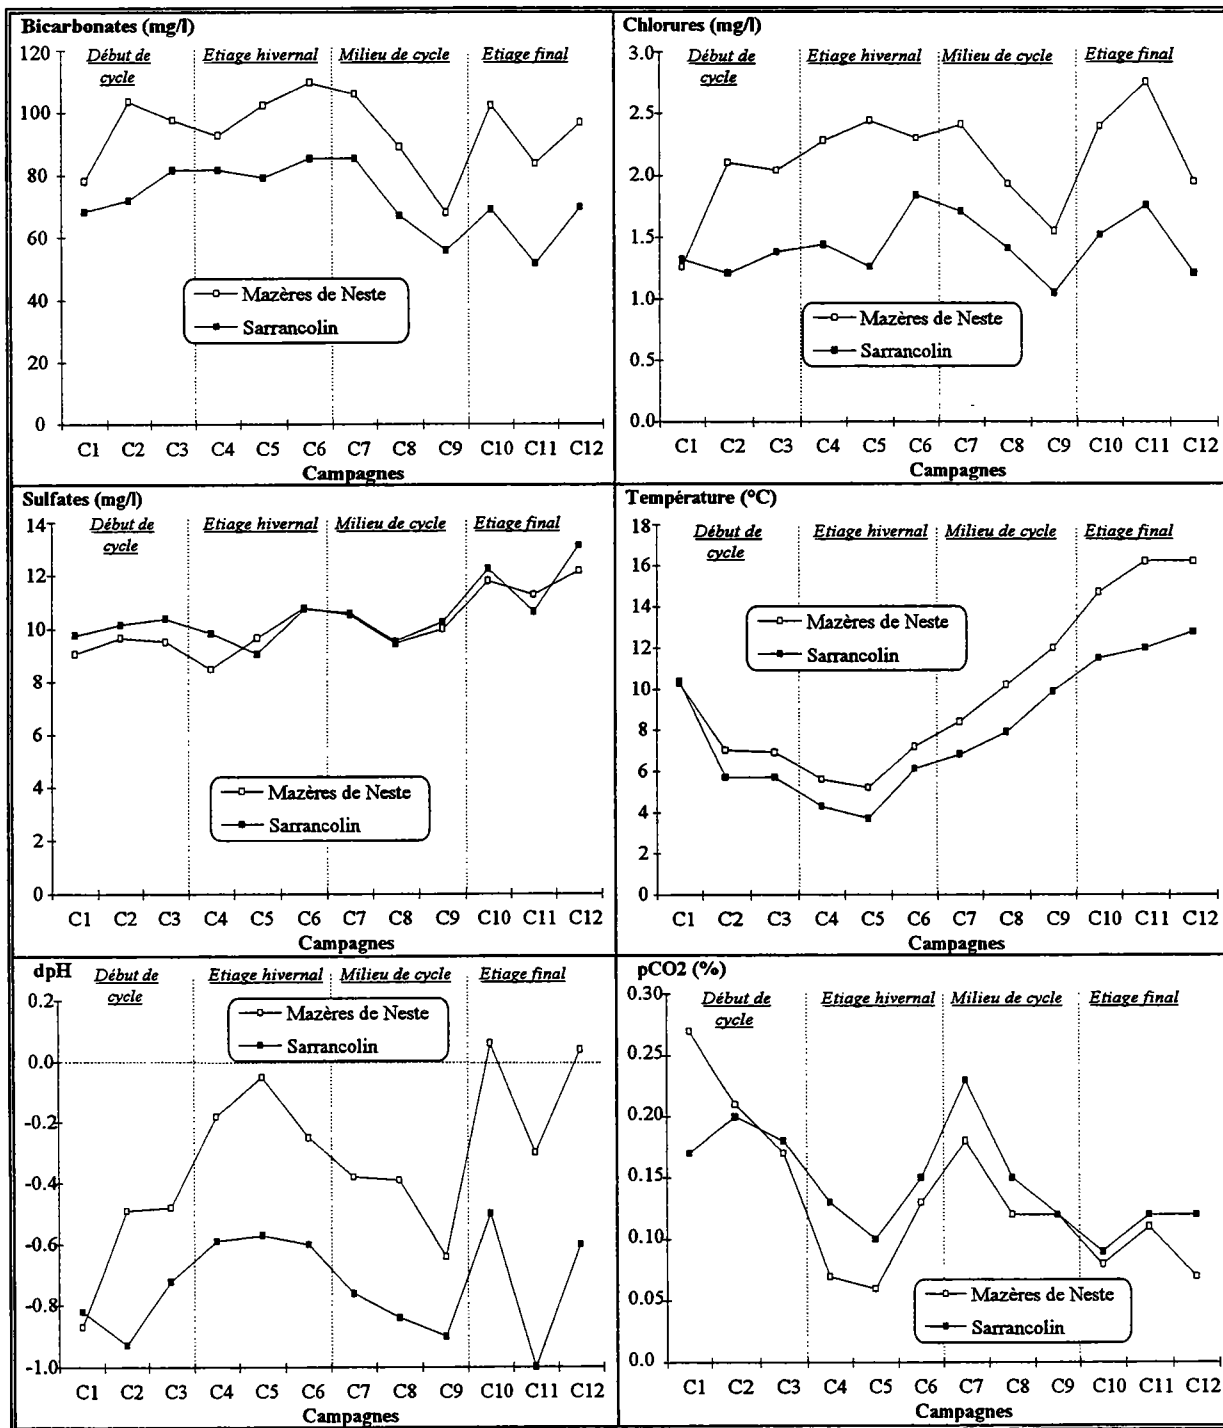 Bicarbonates (mg/l)
120
100
80
60
40
20
0
Début de
cycle
Etiage hivernal
Milieu de cycle
Etiage final
Mazères de Neste
Sarrancolin
C1 C2 C3 C4 C5 C6 C7 C8 C9 C10 C11 C12
Campagnes
Chlorures (mg/l)
3.0
2.5
2.0
1.5
1.0
0.5
0.0
Début de
cycle
Etiage hivernal
Milieu de cycle
Etiage final
Mazères de Neste
Sarrancolin
C1 C2 C3 C4 C5 C6 C7 C8 C9 C10 C11 C12
Campagnes
Sulfates (mg/l)
14
12
10
8
6
4
2
0
Début de
cycle
Etiage hivernal
Milieu de cycle
Etiage final
Mazères de Neste
Sarrancolin
C1 C2 C3 C4 C5 C6 C7 C8 C9 C10 C11 C12
Campagnes
Température (°C)
18
16
14
12
10
8
6
4
2
0
Début de
cycle
Etiage hivernal
Milieu de cycle
Etiage final
Mazères de Neste
Sarrancolin
C1 C2 C3 C4 C5 C6 C7 C8 C9 C10 C11 C12
Campagnes
dpH
0.2
0.0
-0.2
-0.4
-0.6
-0.8
-1.0
Début de
cycle
Etiage hivernal
Milieu de cycle
Etiage final
Mazères de Neste
Sarrancolin
C1 C2 C3 C4 C5 C6 C7 C8 C9 C10 C11 C12
Campagnes
pCO2 (%)
0.30
0.25
0.20
0.15
0.10
0.05
0.0
Début de
cycle
Etiage hivernal
Milieu de cycle
Etiage final
Mazères de Neste
Sarrancolin
C1 C2 C3 C4 C5 C6 C7 C8 C9 C10 C11 C12
Campagnes